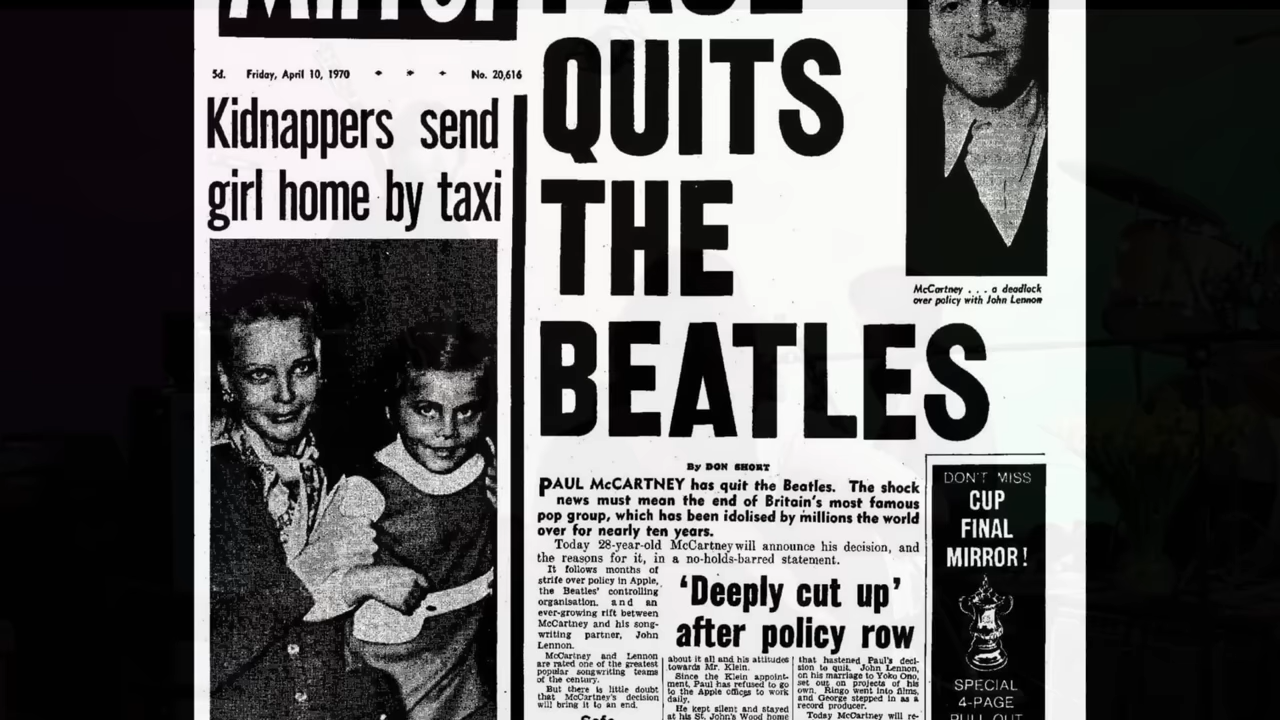 Mirror
5d. Friday, April 10, 1970 No. 20,616
Kidnappers send
girl home by taxi
PAUL
QUITS
THE
BEATLES
McCartney . . . a deadlock
over policy with John Lennon
By DON SHORT
PAUL McCARTNEY has quit the Beatles. The shock
news must mean the end of Britain's most famous
pop group, which has been idolised by millions the world
over for nearly ten years.
Today 28-year-old McCartney will announce his decision, and
the reasons for it, in a no-holds-barred statement.
It follows months of
strife over policy in Apple,
the Beatles' controlling
organisation, and an
ever-growing rift between
McCartney and his song-
writing partner, John
Lennon.
McCartney and Lennon
are rated one of the greatest
popular songwriting teams
of the century.
But there is little doubt
that McCartney's decision
will bring it to an end.
Safe
'Deeply cut up'
after policy row
about it all and his attitudes
towards Mr. Klein.
Since the Klein appoint-
ment, Paul has refused to go
to the Apple offices to work
daily.
He kept silent and stayed
at his St. John's Wood home
that hastened Paul's deci-
sion to quit. John Lennon,
on his marriage to Yoko Ono,
set out on projects of his
own. Ringo went into films,
and George stepped in as a
record producer.
Today McCartney will re-
DON'T MISS
CUP
FINAL
MIRROR!
SPECIAL
4-PAGE
PULL OUT